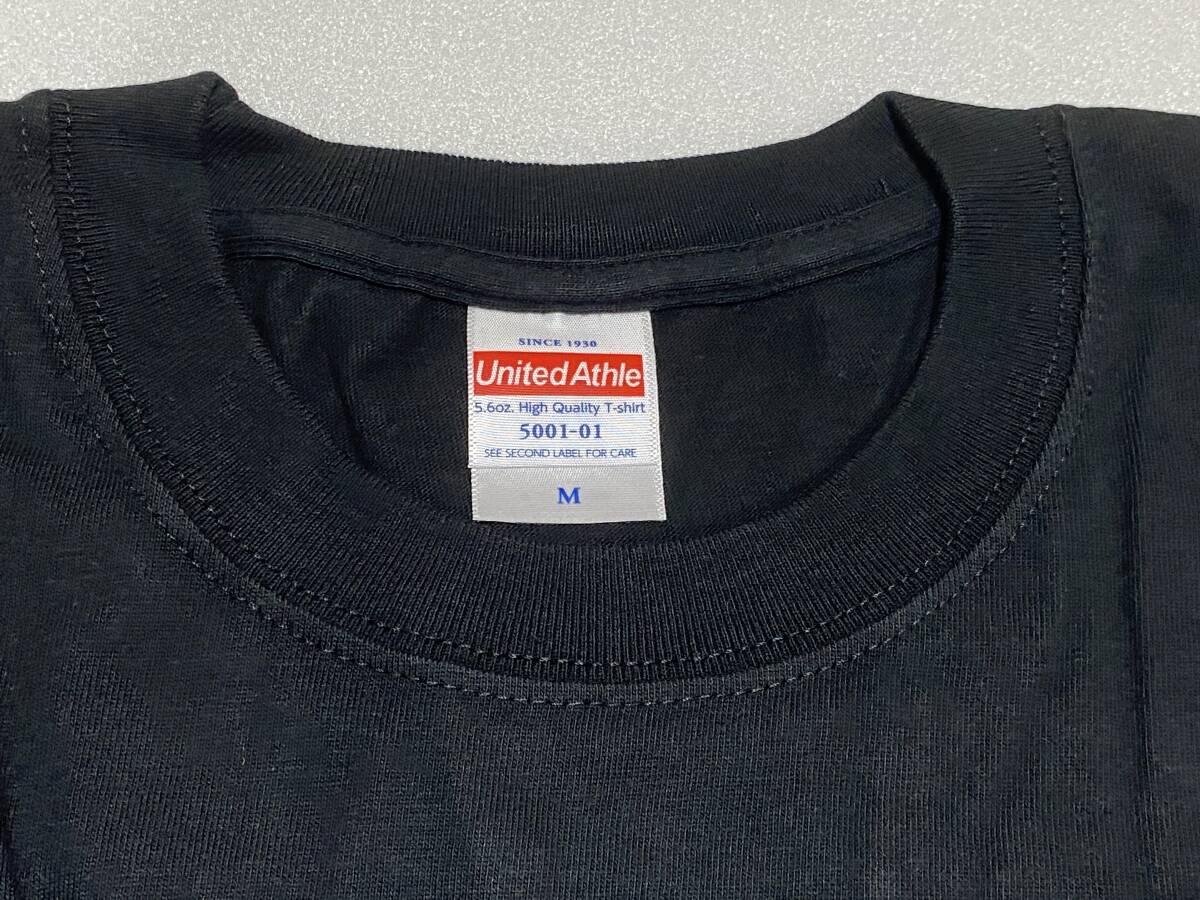 SINCE 1930
United Athle
5.6oz. High Quality T-shirt
5001-01
SEE SECOND LABEL FOR CARE
M